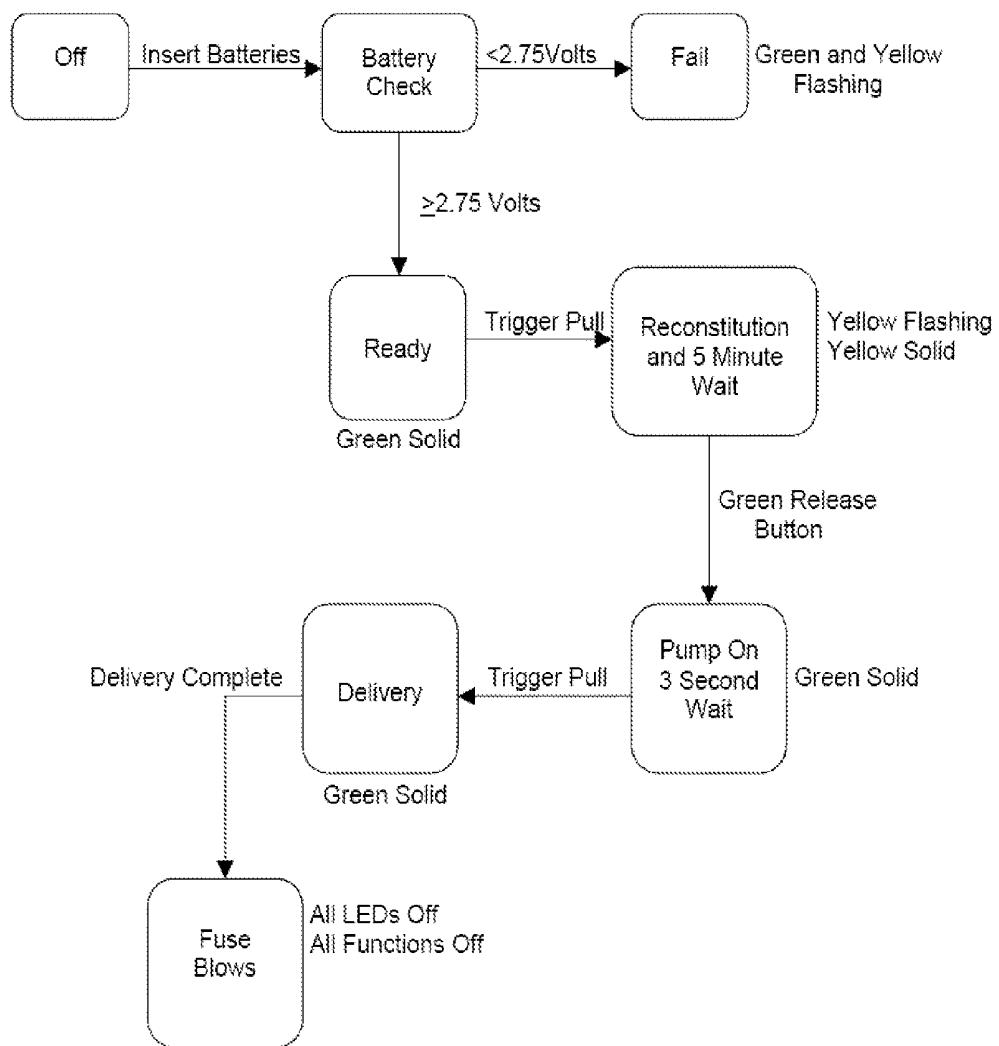 Off
Insert Batteries
Battery
Check
<2.75Volts
Fail
Green and Yellow
Flashing
≥2.75 Volts
Ready
Green Solid
Trigger Pull
Reconstitution
and 5 Minute
Wait
Yellow Flashing
Yellow Solid
Green Release
Button
Pump On
3 Second
Wait
Green Solid
Trigger Pull
Delivery
Green Solid
Delivery Complete
Fuse
Blows
All LEDs Off
All Functions Off